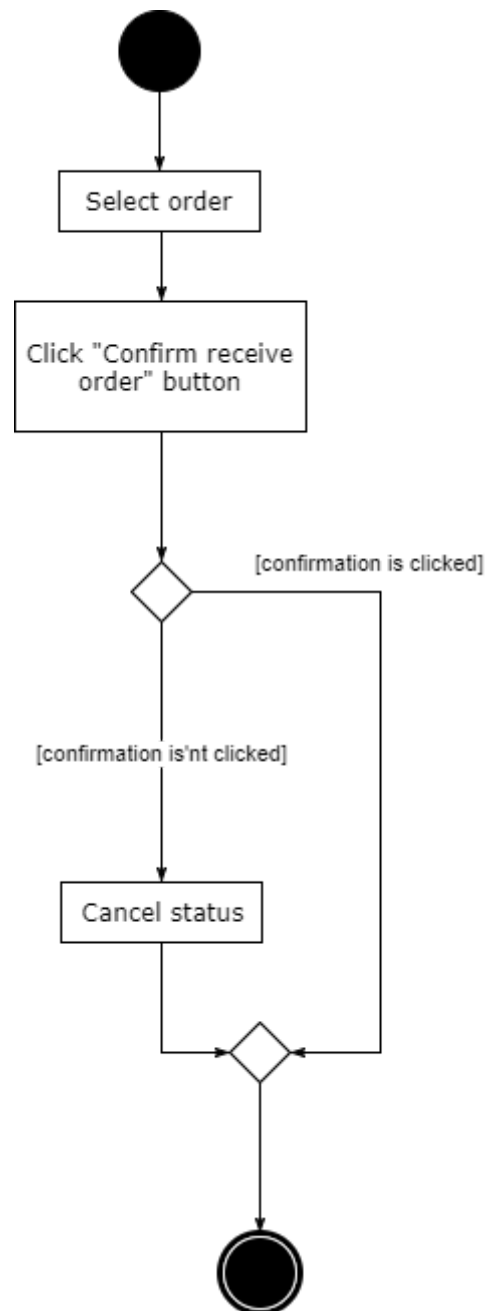 Select order
Click "Confirm receive
order" button
[confirmation is clicked]
[confirmation is'nt clicked]
Cancel status